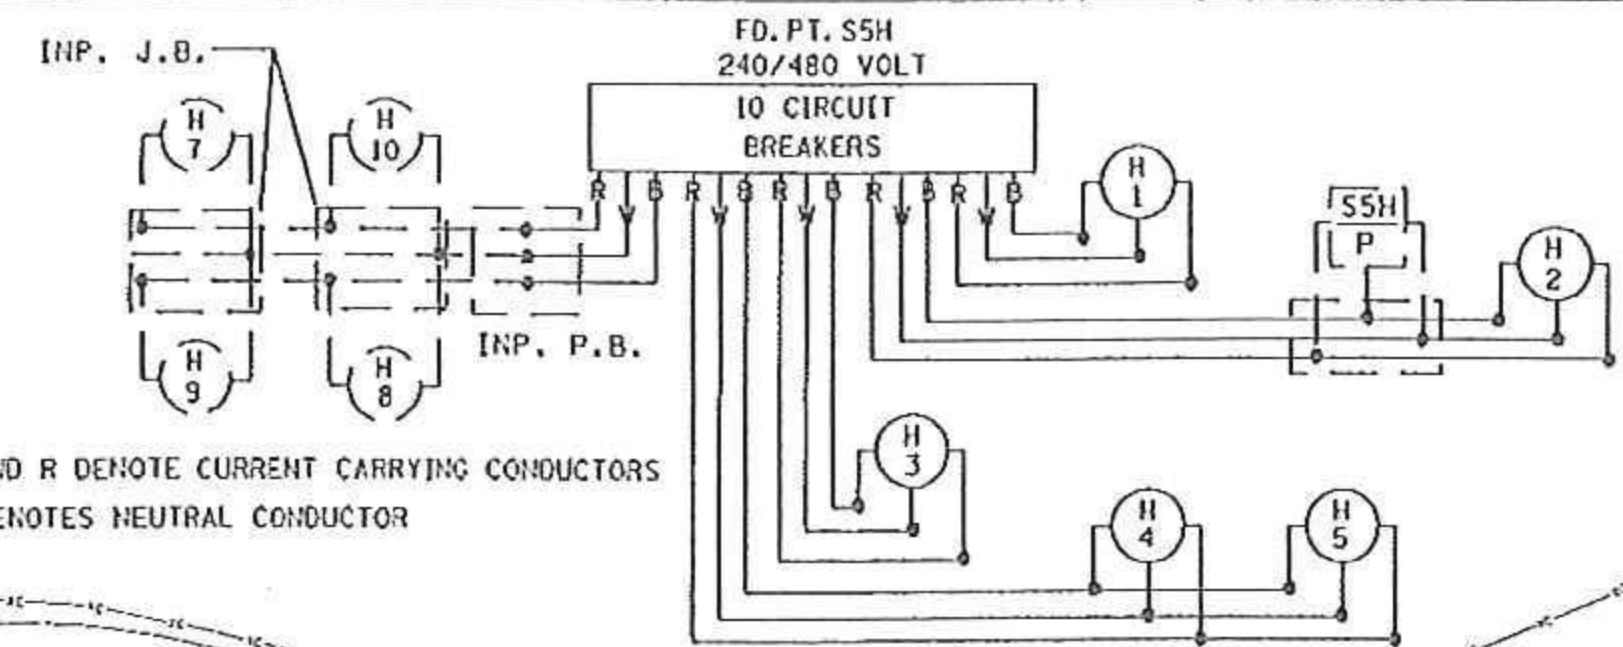 FD. PT. S5H
240/480 VOLT
INP. J.B.
10 CIRCUIT
BREAKERS
H
7
H
10
R W B R W B R W B R W B R W B
H
1
S5H
P
H
2
INP. P.B.
H
9
H
8
H
3
ND R DENOTE CURRENT CARRYING CONDUCTORS
ENOTES NEUTRAL CONDUCTOR
H
4
H
5